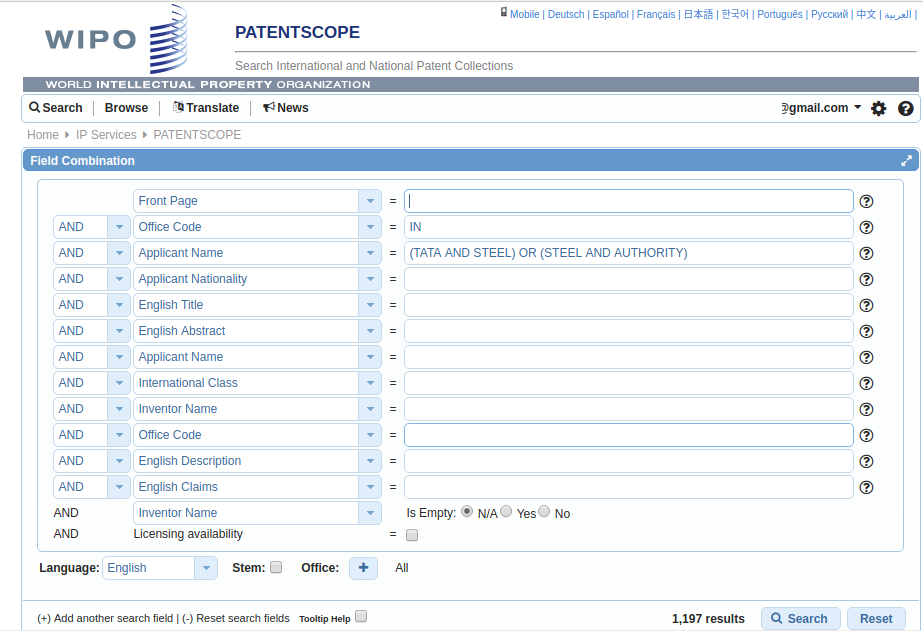 Mobile | Deutsch | Español | Français | 日本語 | 한국어 | Português | Русский | 中文 | العربية |
WIPO
PATENTSCOPE
Search International and National Patent Collections
WORLD INTELLECTUAL PROPERTY ORGANIZATION
Search | Browse | Translate | News @gmail.com
Home IP Services PATENTSCOPE
Field Combination
Front Page =
AND Office Code = IN
AND Applicant Name = (TATA AND STEEL) OR (STEEL AND AUTHORITY)
AND Applicant Nationality =
AND English Title =
AND English Abstract =
AND Applicant Name =
AND International Class =
AND Inventor Name =
AND Office Code =
AND English Description =
AND English Claims =
AND Inventor Name Is Empty: N/A Yes No
AND Licensing availability =
Language: English Stem: Office: + All
(+) Add another search field | (-) Reset search fields Tooltip Help 1,197 results Search Reset